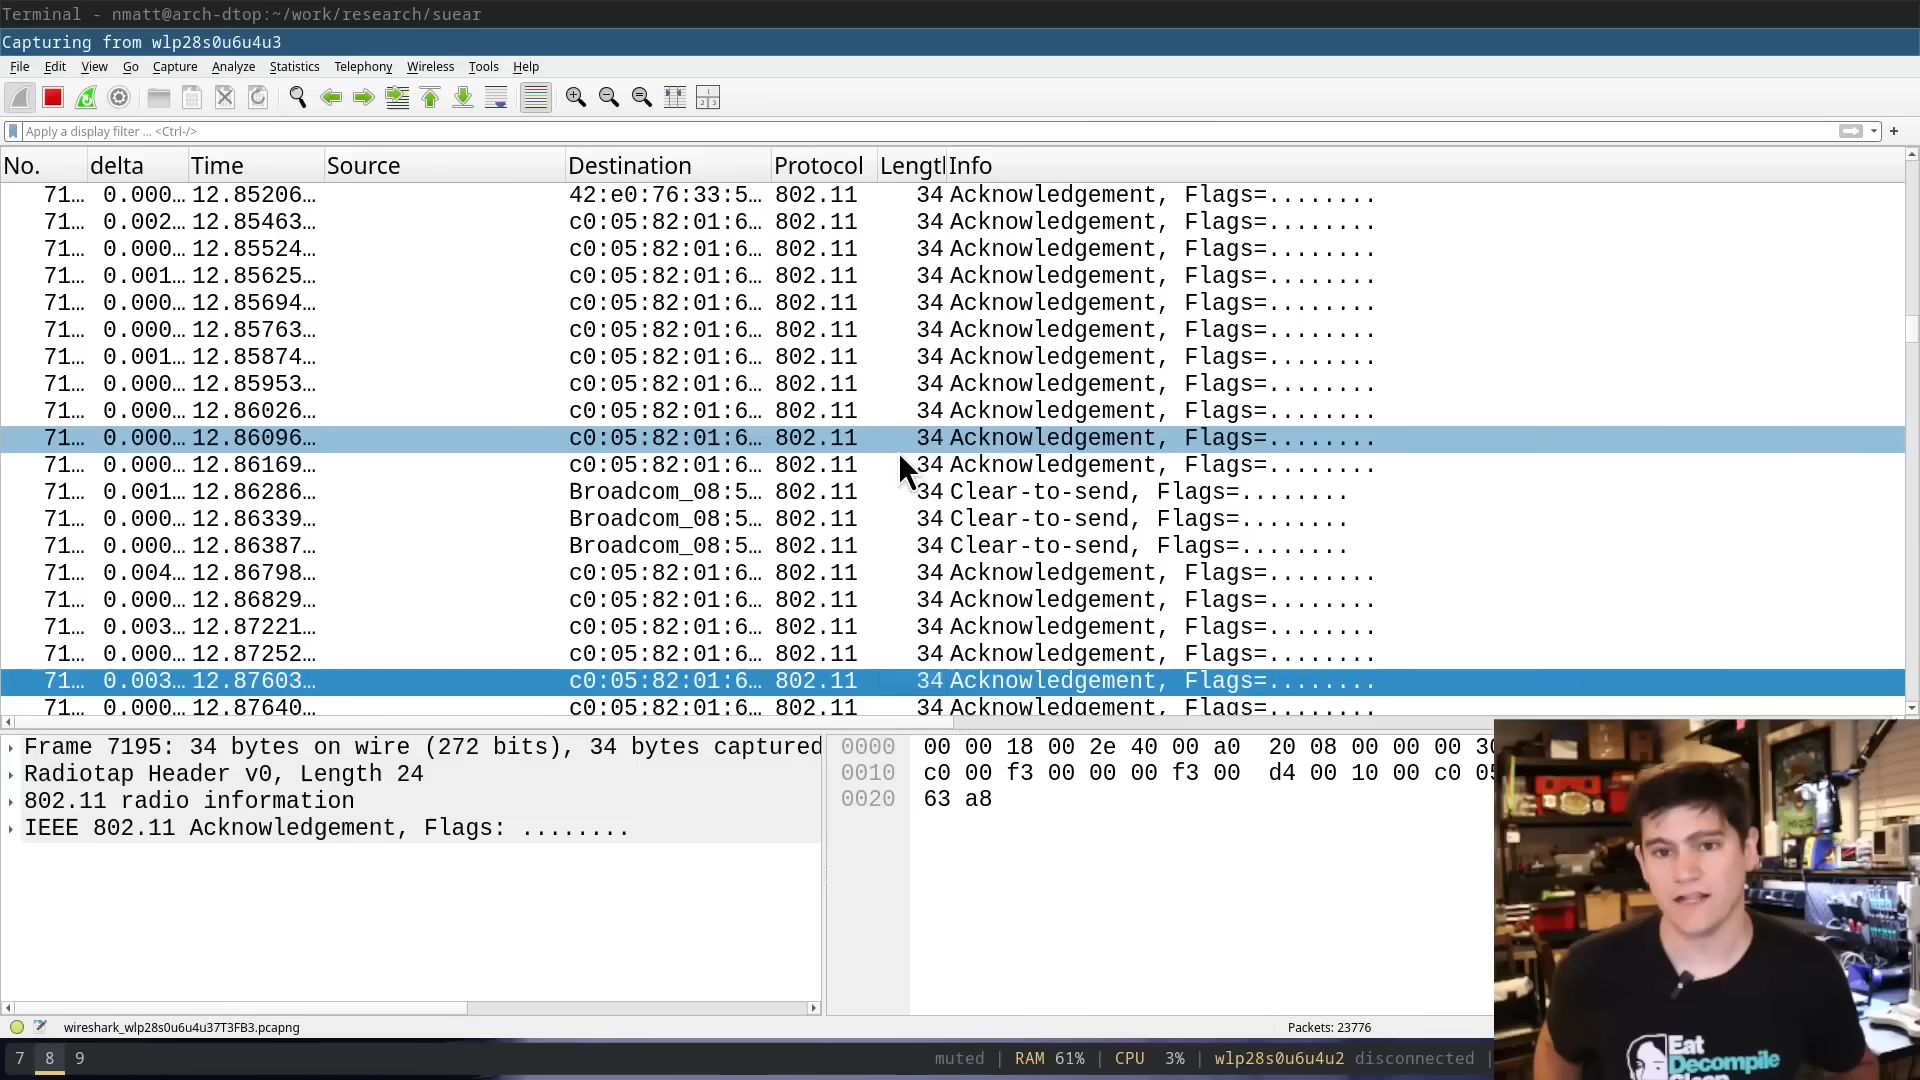 Terminal - nmatt@arch-dtop:~/work/research/suear
Capturing from wlp28s0u6u4u3
File Edit View Go Capture Analyze Statistics Telephony Wireless Tools Help
Apply a display filter ... <Ctrl-/>
No. delta Time Source Destination Protocol Lengtl Info
71… 0.000… 12.85206… 42:e0:76:33:5… 802.11 34 Acknowledgement, Flags=........
71… 0.002… 12.85463… c0:05:82:01:6… 802.11 34 Acknowledgement, Flags=........
71… 0.000… 12.85524… c0:05:82:01:6… 802.11 34 Acknowledgement, Flags=........
71… 0.001… 12.85625… c0:05:82:01:6… 802.11 34 Acknowledgement, Flags=........
71… 0.000… 12.85694… c0:05:82:01:6… 802.11 34 Acknowledgement, Flags=........
71… 0.000… 12.85763… c0:05:82:01:6… 802.11 34 Acknowledgement, Flags=........
71… 0.001… 12.85874… c0:05:82:01:6… 802.11 34 Acknowledgement, Flags=........
71… 0.000… 12.85953… c0:05:82:01:6… 802.11 34 Acknowledgement, Flags=........
71… 0.000… 12.86026… c0:05:82:01:6… 802.11 34 Acknowledgement, Flags=........
71… 0.000… 12.86096… c0:05:82:01:6… 802.11 34 Acknowledgement, Flags=........
71… 0.000… 12.86169… c0:05:82:01:6… 802.11 34 Acknowledgement, Flags=........
71… 0.001… 12.86286… Broadcom_08:5… 802.11 34 Clear-to-send, Flags=........
71… 0.000… 12.86339… Broadcom_08:5… 802.11 34 Clear-to-send, Flags=........
71… 0.000… 12.86387… Broadcom_08:5… 802.11 34 Clear-to-send, Flags=........
71… 0.004… 12.86798… c0:05:82:01:6… 802.11 34 Acknowledgement, Flags=........
71… 0.000… 12.86829… c0:05:82:01:6… 802.11 34 Acknowledgement, Flags=........
71… 0.003… 12.87221… c0:05:82:01:6… 802.11 34 Acknowledgement, Flags=........
71… 0.000… 12.87252… c0:05:82:01:6… 802.11 34 Acknowledgement, Flags=........
71… 0.003… 12.87603… c0:05:82:01:6… 802.11 34 Acknowledgement, Flags=........
71… 0.000… 12.87640… c0:05:82:01:6… 802.11 34 Acknowledgement, Flags=........
Frame 7195: 34 bytes on wire (272 bits), 34 bytes captured
Radiotap Header v0, Length 24
802.11 radio information
IEEE 802.11 Acknowledgement, Flags: ........
0000 00 00 18 00 2e 40 00 a0 20 08 00 00 00 30
0010 c0 00 f3 00 00 00 f3 00 d4 00 10 00 c0 05
0020 63 a8
wireshark_wlp28s0u6u4u37T3FB3.pcapng
Packets: 23776
7 8 9
muted | RAM 61% | CPU 3% | wlp28s0u6u4u2 disconnected |
Eat
Decompile